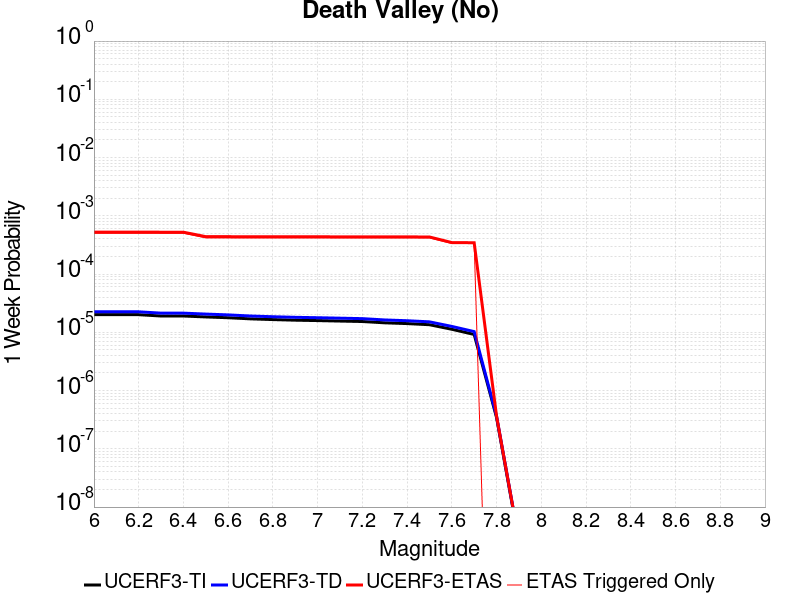 Death Valley (No)
10^0
10^-1
10^-2
10^-3
10^-4
10^-5
10^-6
10^-7
10^-8
1 Week Probability
6 6.2 6.4 6.6 6.8 7 7.2 7.4 7.6 7.8 8 8.2 8.4 8.6 8.8 9
Magnitude
UCERF3-TI UCERF3-TD UCERF3-ETAS ETAS Triggered Only